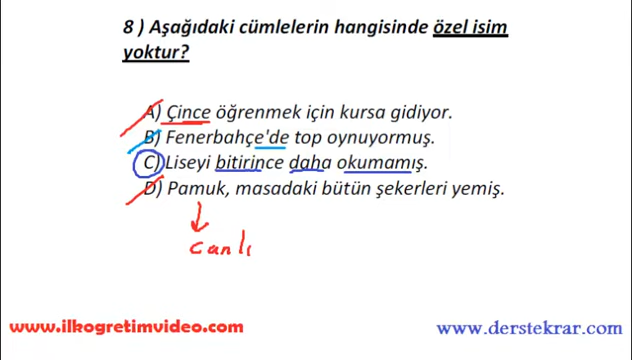 8 ) Aşağıdaki cümlelerin hangisinde özel isim
yoktur?
A) Çince öğrenmek için kursa gidiyor.
B) Fenerbahçe'de top oynuyormuş.
C) Liseyi bitirince daha okumamış.
D) Pamuk, masadaki bütün şekerleri yemiş.
canlı
www.ilkogretimvideo.com
www.derstekrar.com